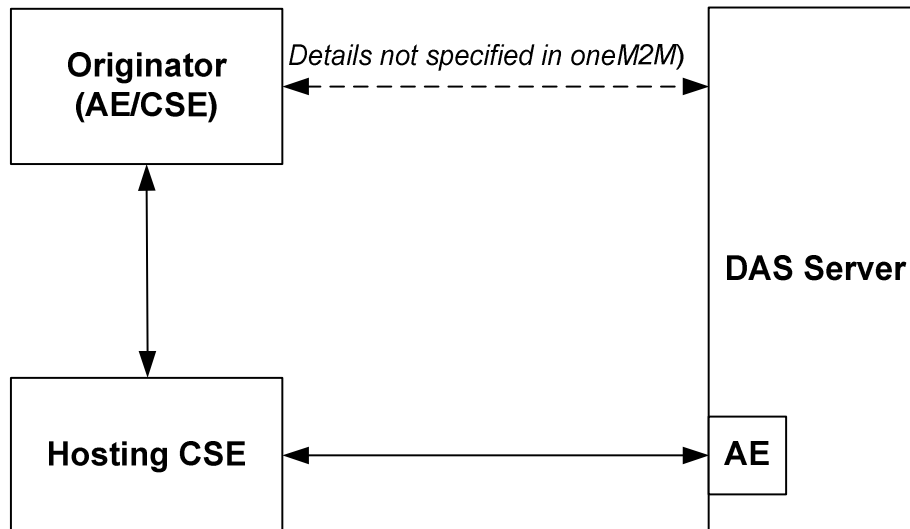 Originator
(AE/CSE)
Details not specified in oneM2M)
DAS Server
Hosting CSE
AE